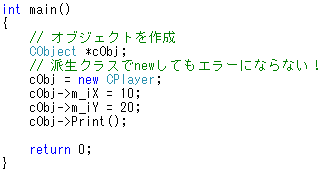 int main()
{
// オブジェクトを作成
CObject *cObj;
// 派生クラスでnewしてもエラーにならない！
cObj = new CPlayer;
cObj->m_iX = 10;
cObj->m_iY = 20;
cObj->Print();
return 0;
}